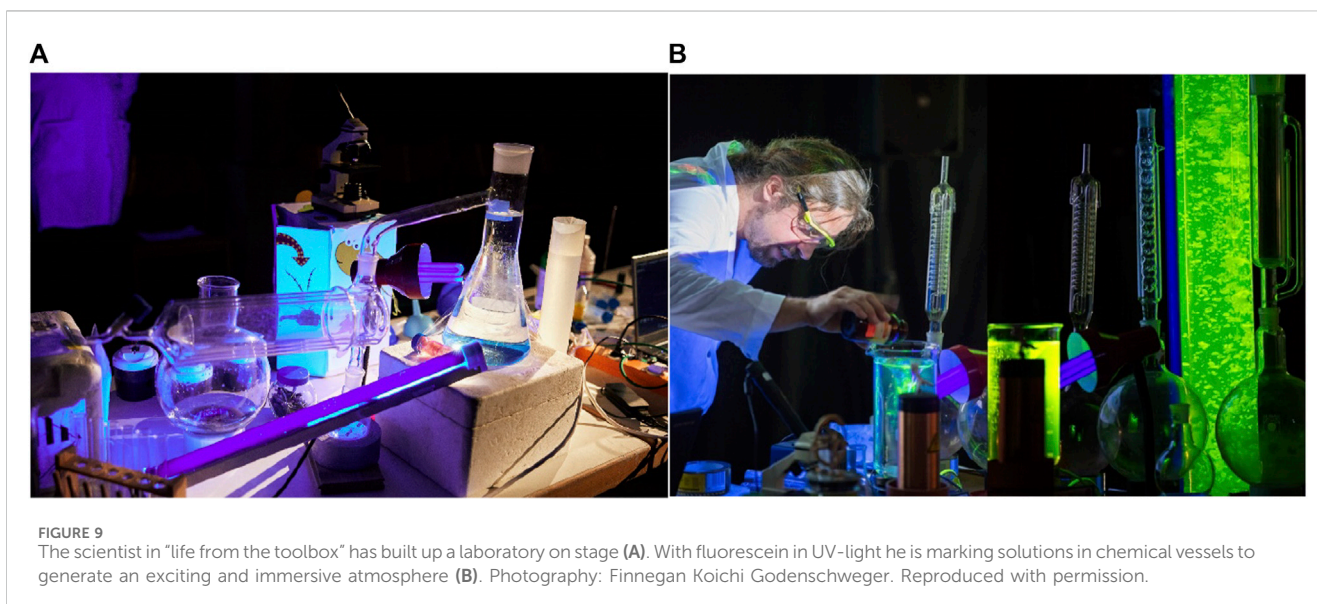 A
B
FIGURE 9
The scientist in “life from the toolbox” has built up a laboratory on stage (A). With fluorescein in UV-light he is marking solutions in chemical vessels to
generate an exciting and immersive atmosphere (B). Photography: Finnegan Koichi Godenschweger. Reproduced with permission.